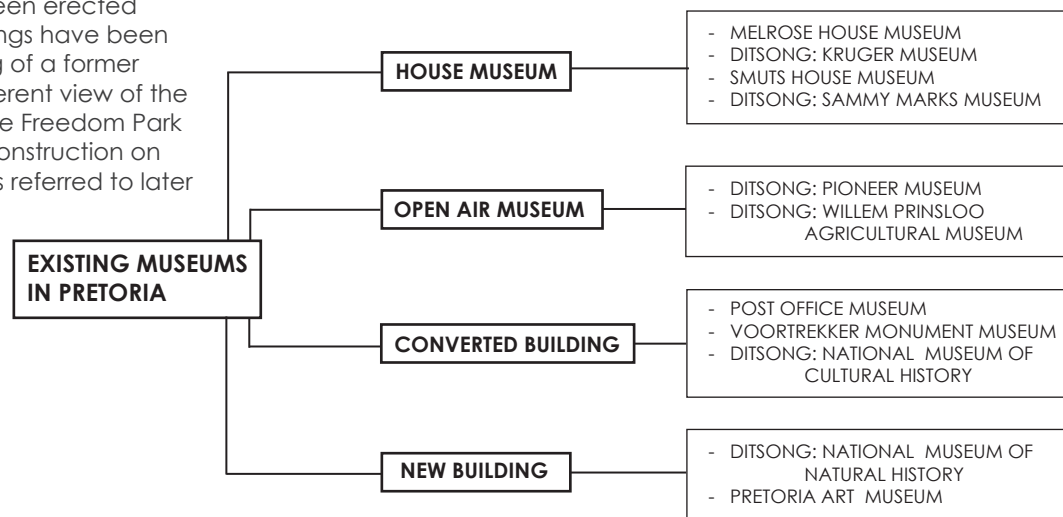 een erected
ngs have been
g of a former
erent view of the
e Freedom Park
onstruction on
s referred to later
EXISTING MUSEUMS
IN PRETORIA
HOUSE MUSEUM
- MELROSE HOUSE MUSEUM
- DITSONG: KRUGER MUSEUM
- SMUTS HOUSE MUSEUM
- DITSONG: SAMMY MARKS MUSEUM
OPEN AIR MUSEUM
- DITSONG: PIONEER MUSEUM
- DITSONG: WILLEM PRINSLOO
AGRICULTURAL MUSEUM
CONVERTED BUILDING
- POST OFFICE MUSEUM
- VOORTREKKER MONUMENT MUSEUM
- DITSONG: NATIONAL MUSEUM OF
CULTURAL HISTORY
NEW BUILDING
- DITSONG: NATIONAL MUSEUM OF
NATURAL HISTORY
- PRETORIA ART MUSEUM